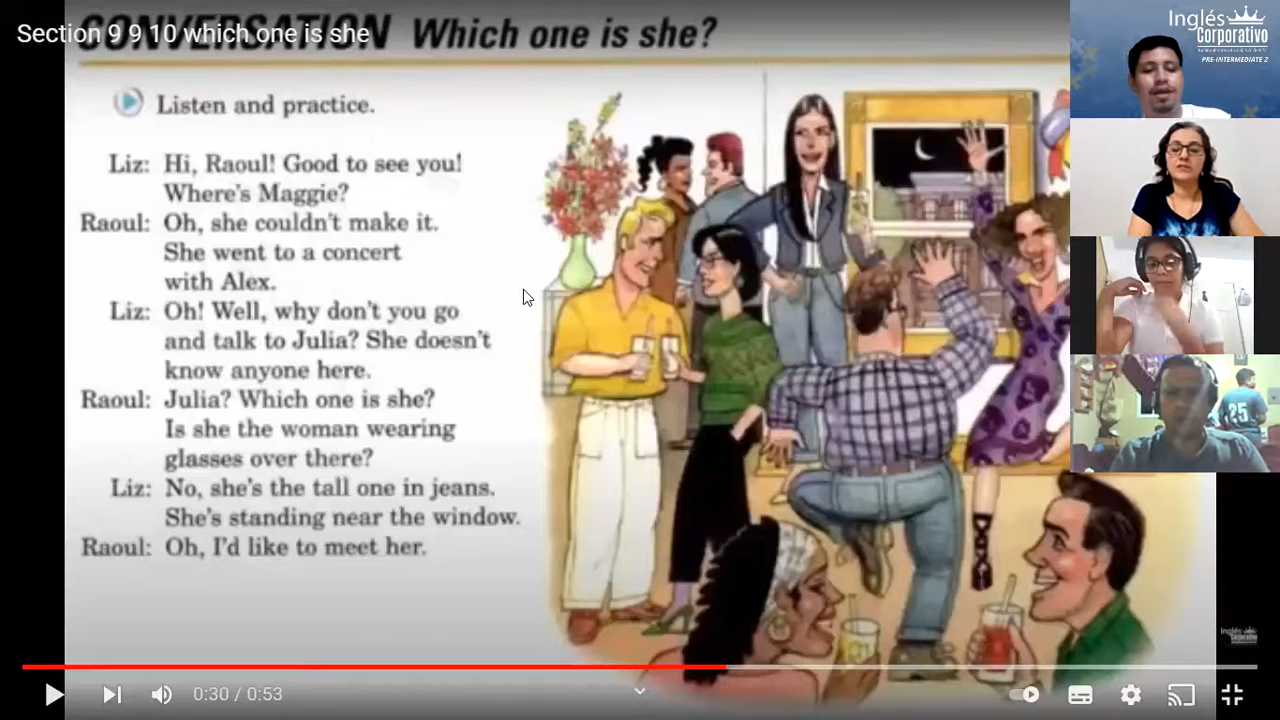 Section 9 9 10 which one is she
CONVERSATION Which one is she?
Listen and practice.
Liz: Hi, Raoul! Good to see you!
Where's Maggie?
Raoul: Oh, she couldn't make it.
She went to a concert
with Alex.
Liz: Oh! Well, why don't you go
and talk to Julia? She doesn't
know anyone here.
Raoul: Julia? Which one is she?
Is she the woman wearing
glasses over there?
Liz: No, she's the tall one in jeans.
She's standing near the window.
Raoul: Oh, I'd like to meet her.
Inglés
Corporativo
PRE-INTERMEDIATE 2
25
Inglés
Corporativo
0:30 / 0:53